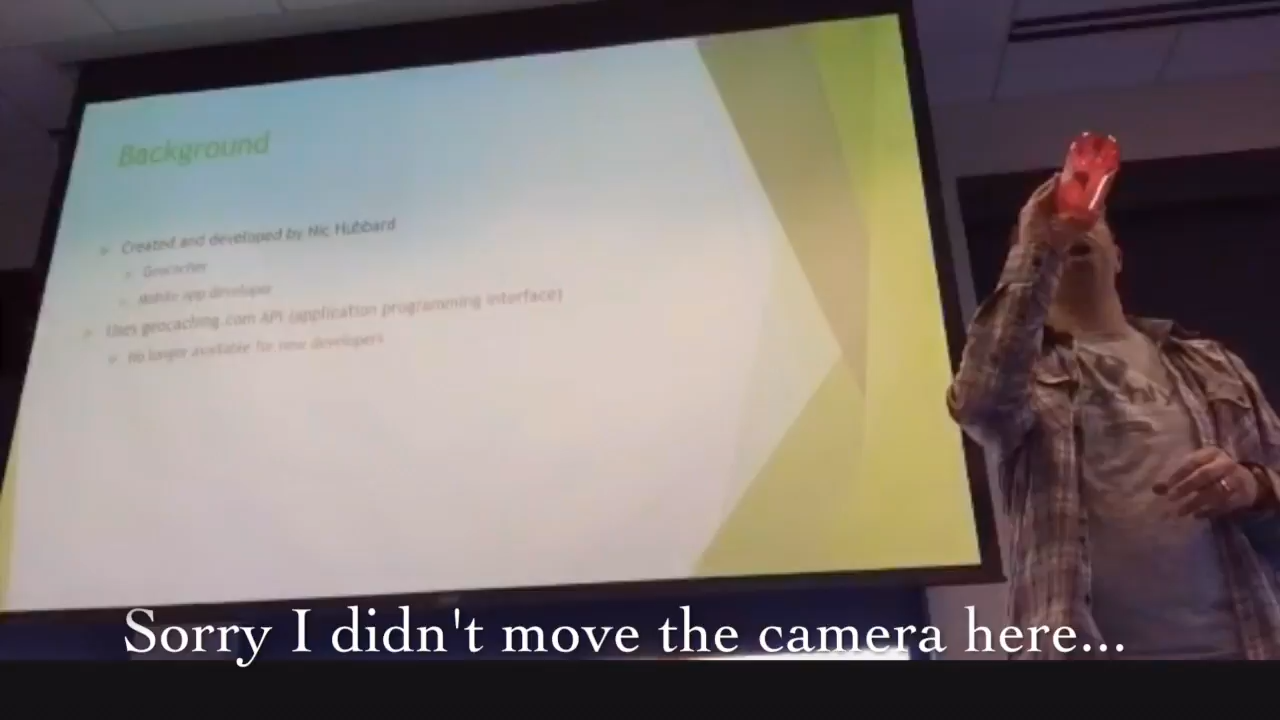 Background
Created and developed by Nic Hubbard
Geocacher
Mobile app developer
Uses geocaching.com API (application programming interface)
No longer available for new developers
Sorry I didn't move the camera here...